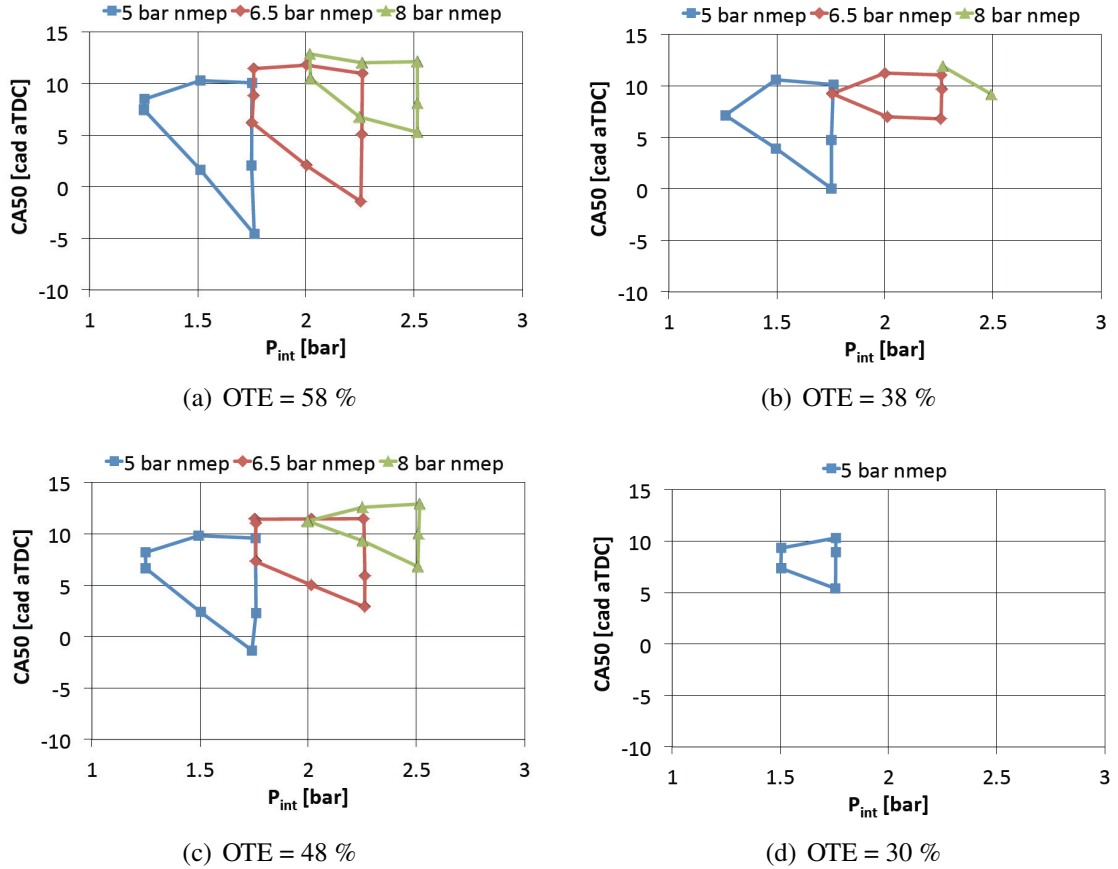 5 bar nmep 6.5 bar nmep 8 bar nmep
15
10
5
0
-5
-10
CA50 [cad aTDC]
1 1.5 2 2.5 3
P_int [bar]
(a) OTE = 58 %
5 bar nmep 6.5 bar nmep 8 bar nmep
15
10
5
0
-5
-10
CA50 [cad aTDC]
1 1.5 2 2.5 3
P_int [bar]
(b) OTE = 38 %
5 bar nmep 6.5 bar nmep 8 bar nmep
15
10
5
0
-5
-10
CA50 [cad aTDC]
1 1.5 2 2.5 3
P_int [bar]
(c) OTE = 48 %
5 bar nmep
15
10
5
0
-5
-10
CA50 [cad aTDC]
1 1.5 2 2.5 3
P_int [bar]
(d) OTE = 30 %